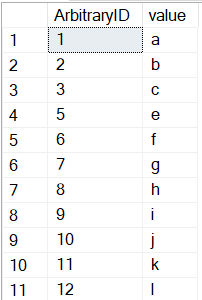 ArbitraryID value
1 1 a
2 2 b
3 3 c
4 5 e
5 6 f
6 7 g
7 8 h
8 9 i
9 10 j
10 11 k
11 12 l